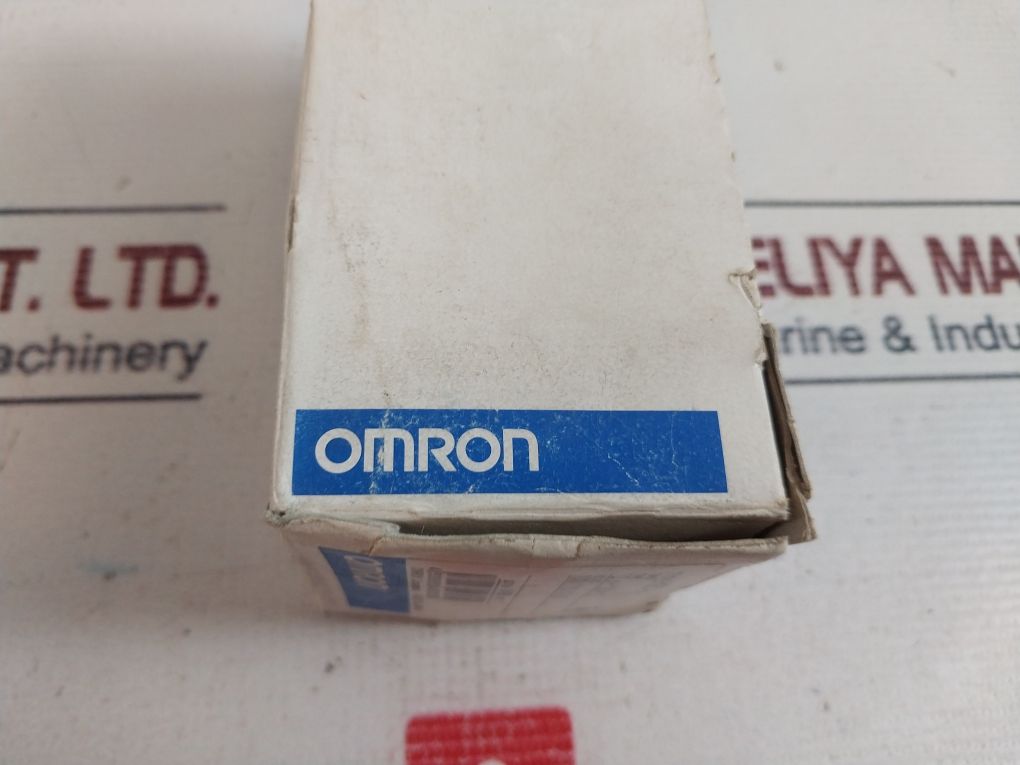 T. LTD.
achinery
ELIYA MA
rine & Indu
OMRON